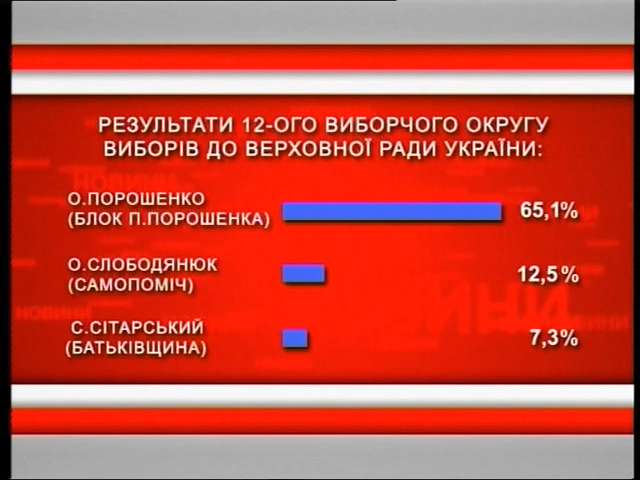 РЕЗУЛЬТАТИ 12-ОГО ВИБОРЧОГО ОКРУГУ
ВИБОРІВ ДО ВЕРХОВНОЇ РАДИ УКРАЇНИ:
О.ПОРОШЕНКО
(БЛОК П.ПОРОШЕНКА)
65,1%
О.СЛОБОДЯНЮК
(САМОПОМІЧ)
12,5%
С.СІТАРСЬКИЙ
(БАТЬКІВЩИНА)
7,3%